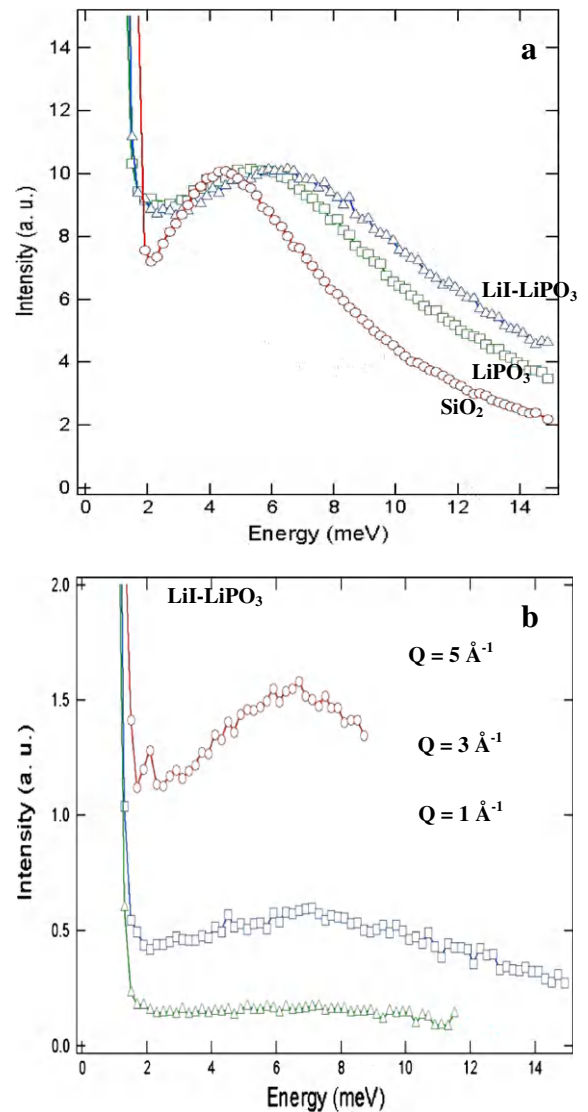 a
14
12
10
8
6
4
2
0
Intensity (a. u.)
LiI-LiPO₃
LiPO₃
SiO₂
0 2 4 6 8 10 12 14
Energy (meV)
LiI-LiPO₃
b
2.0
1.5
1.0
0.5
0.0
Intensity (a. u.)
Q = 5 Å⁻¹
Q = 3 Å⁻¹
Q = 1 Å⁻¹
0 2 4 6 8 10 12 14
Energy (meV)